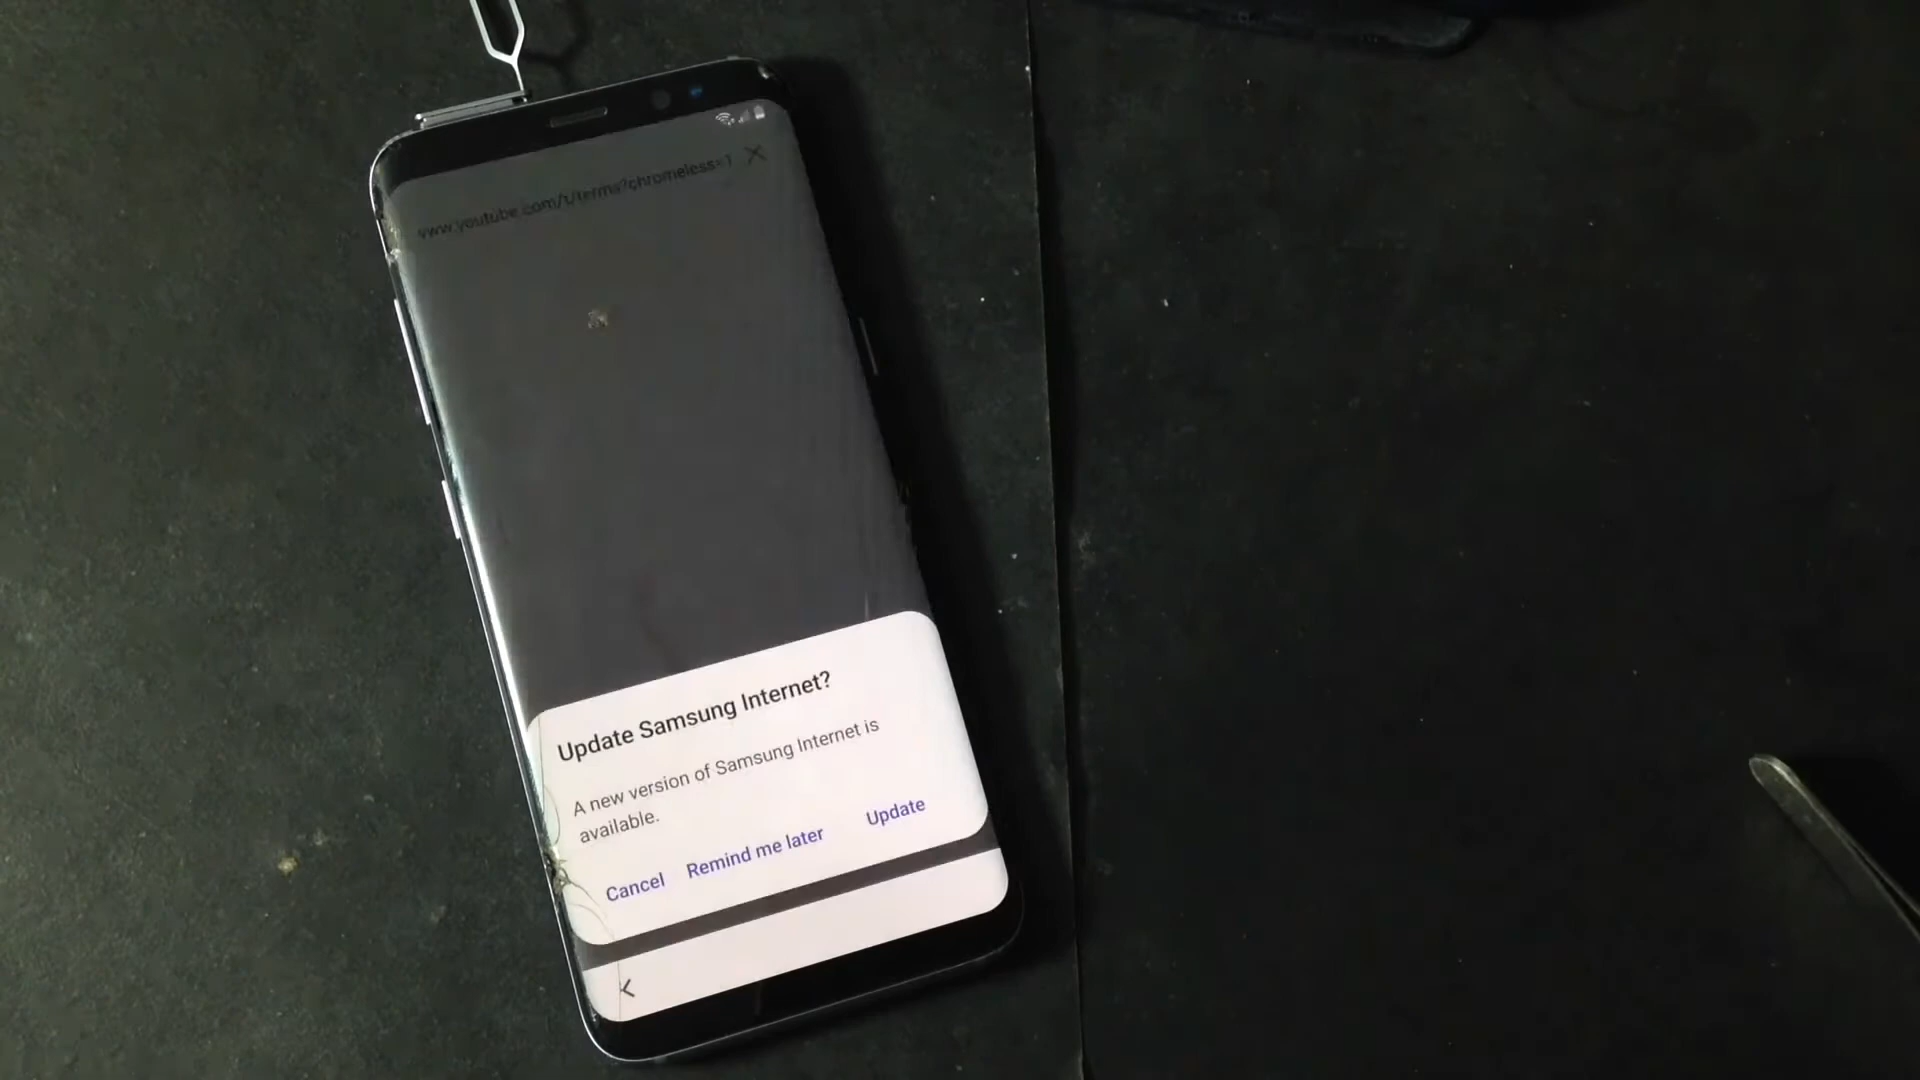 www.youtube.com/t/terms?chromeless=1
Update Samsung Internet?
A new version of Samsung Internet is
available.
Cancel Remind me later Update